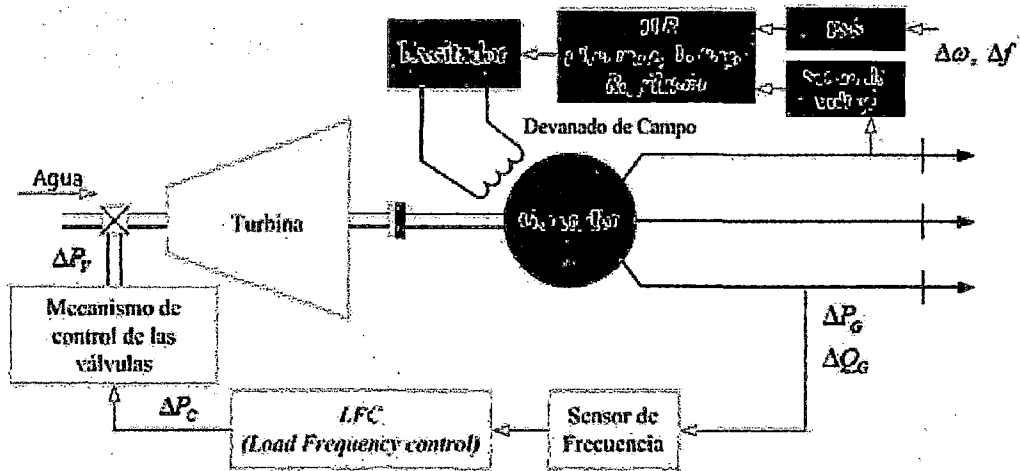 Excitador
PSS
Δω, Δf
Devanado de Campo
Agua
Turbina
ΔP_V
Mecanismo de
control de las
válvulas
ΔP_G
ΔQ_G
ΔP_C
LFC
(Load Frequency control)
Sensor de
Frecuencia